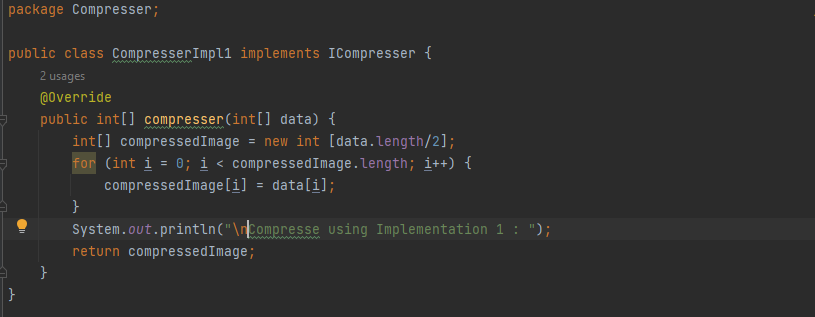 package Compresser;
public class CompresserImpl1 implements ICompresser {
2 usages
@Override
public int[] compresser(int[] data) {
int[] compressedImage = new int [data.length/2];
for (int i = 0; i < compressedImage.length; i++) {
compressedImage[i] = data[i];
}
System.out.println("\nCompresse using Implementation 1 : ");
return compressedImage;
}
}